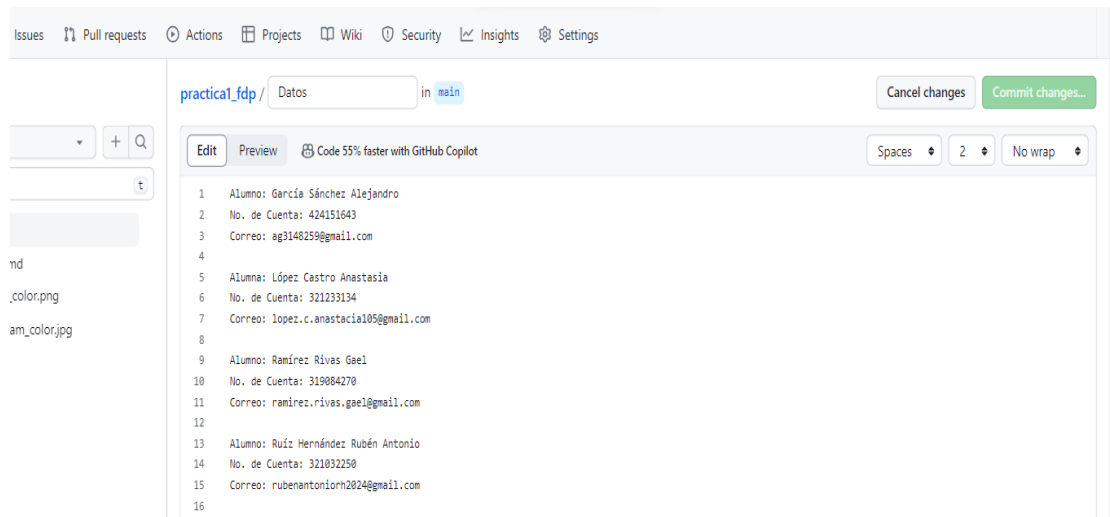 Issues Pull requests Actions Projects Wiki Security Insights Settings
practica1_fdp / Datos in main Cancel changes Commit changes...
t
Edit Preview Code 55% faster with GitHub Copilot Spaces 2 No wrap
1 Alumno: García Sánchez Alejandro
2 No. de Cuenta: 424151643
3 Correo: ag3148259@gmail.com
4
md
5 Alumna: López Castro Anastasia
_color.png
6 No. de Cuenta: 321233134
7 Correo: lopez.c.anastacia105@gmail.com
am_color.jpg
8
9 Alumno: Ramírez Rivas Gael
10 No. de Cuenta: 319084270
11 Correo: ramirez.rivas.gael@gmail.com
12
13 Alumno: Ruíz Hernández Rubén Antonio
14 No. de Cuenta: 321032250
15 Correo: rubenantoniorh2024@gmail.com
16